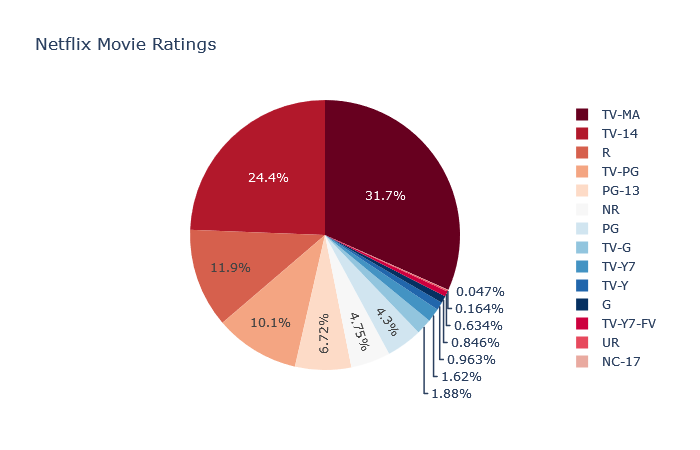 Netflix Movie Ratings
31.7%
24.4%
11.9%
10.1%
6.72%
4.75%
4.3%
0.047%
0.164%
0.634%
0.846%
0.963%
1.62%
1.88%
TV-MA
TV-14
R
TV-PG
PG-13
NR
PG
TV-G
TV-Y7
TV-Y
G
TV-Y7-FV
UR
NC-17